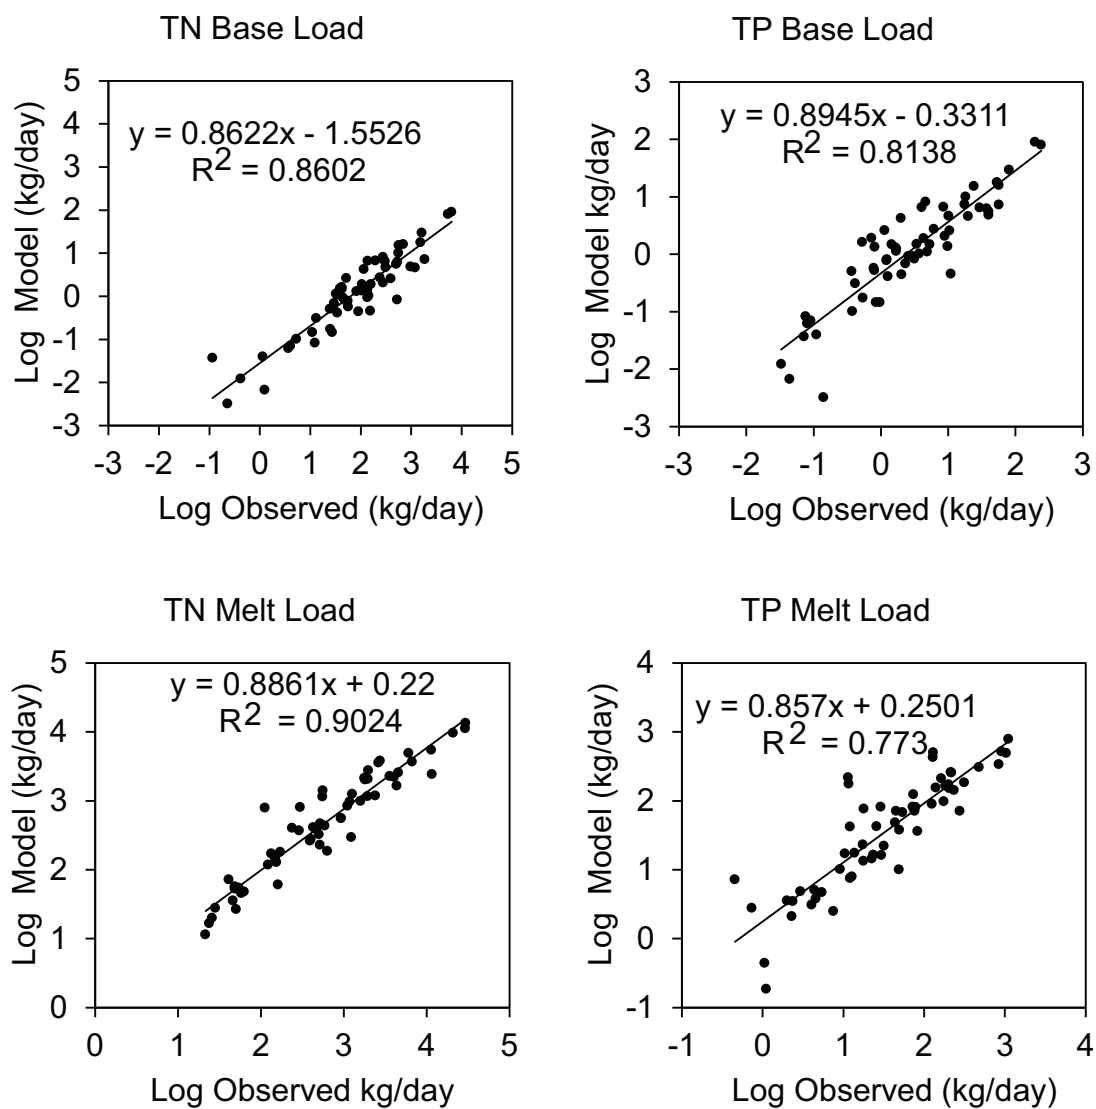 TN Base Load
y = 0.8622x - 1.5526
R2 = 0.8602
Log Model (kg/day)
5
4
3
2
1
0
-1
-2
-3
-3 -2 -1 0 1 2 3 4 5
Log Observed (kg/day)
TP Base Load
y = 0.8945x - 0.3311
R2 = 0.8138
Log Model kg/day
3
2
1
0
-1
-2
-3
-3 -2 -1 0 1 2 3
Log Observed (kg/day)
TN Melt Load
y = 0.8861x + 0.22
R2 = 0.9024
Log Model (kg/day)
5
4
3
2
1
0
0 1 2 3 4 5
Log Observed kg/day
TP Melt Load
y = 0.857x + 0.2501
R2 = 0.773
Log Model (kg/day)
4
3
2
1
0
-1
-1 0 1 2 3 4
Log Observed (kg/day)